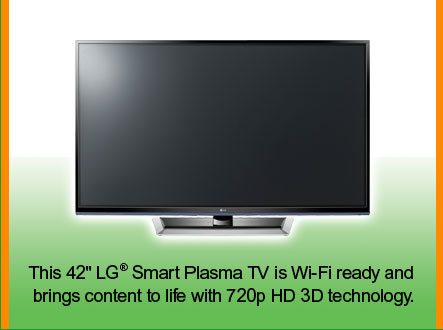 This 42" LG® Smart Plasma TV is Wi-Fi ready and
brings content to life with 720p HD 3D technology.